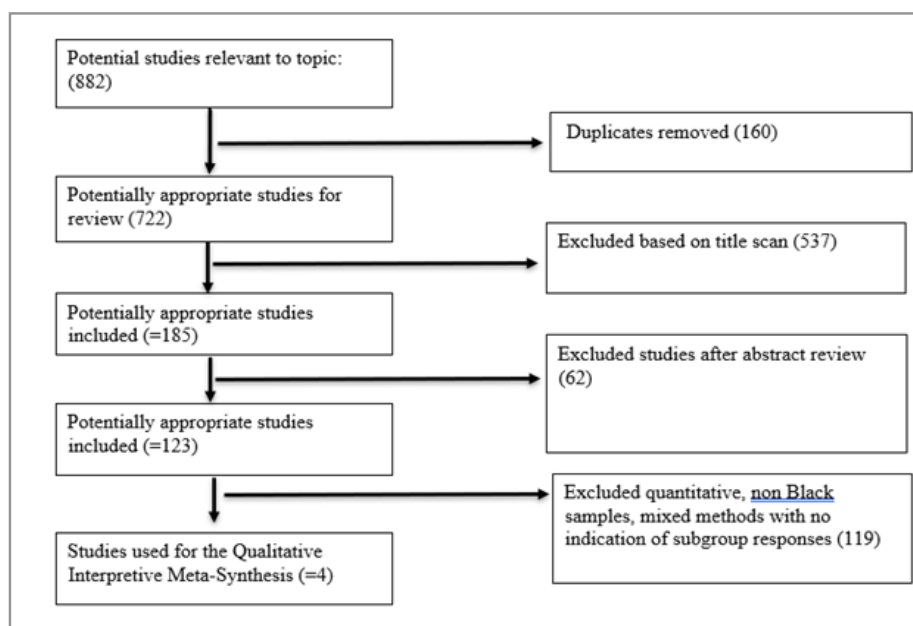 Potential studies relevant to topic:
(882)
Duplicates removed (160)
Potentially appropriate studies for
review (722)
Excluded based on title scan (537)
Potentially appropriate studies
included (=185)
Excluded studies after abstract review
(62)
Potentially appropriate studies
included (=123)
Excluded quantitative, non Black
samples, mixed methods with no
indication of subgroup responses (119)
Studies used for the Qualitative
Interpretive Meta-Synthesis (=4)